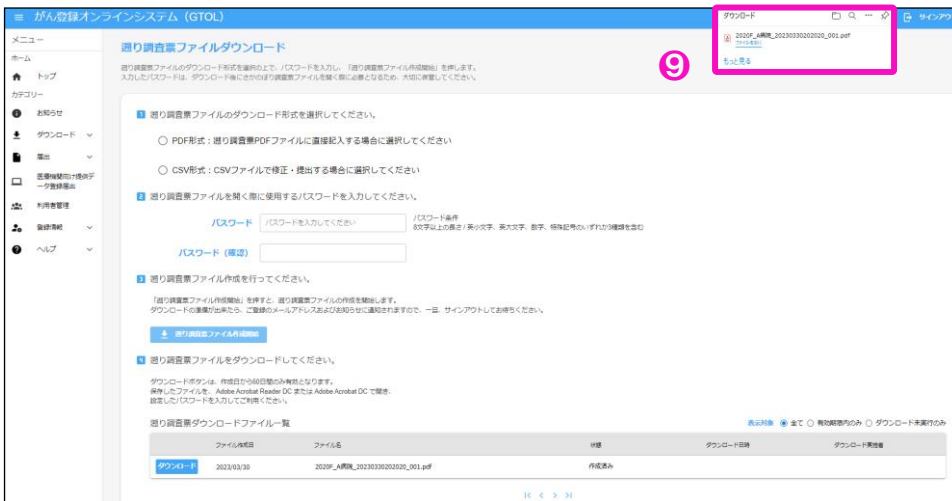 がん登録オンラインシステム (GTOL)
サインアウ
ダウンロード
2020F_A病院_20230330202020_001.pdf
ファイルを開く
もっと見る
9
メニュー
ホーム
トップ
カテゴリー
お知らせ
ダウンロード
届出
医療機関向け提供デ
ータ登録届出
利用者管理
登録情報
ヘルプ
遡り調査票ファイルダウンロード
遡り調査票ファイルのダウンロード形式を選択の上で、パスワードを入力し、「遡り調査票ファイル作成開始」を押します。
入力したパスワードは、ダウンロード後にさかのぼり調査票ファイルを開く際に必要となるため、大切に保管してください。
1 遡り調査票ファイルのダウンロード形式を選択してください。
PDF形式：遡り調査票PDFファイルに直接記入する場合に選択してください
CSV形式：CSVファイルで修正・提出する場合に選択してください
2 遡り調査票ファイルを開く際に使用するパスワードを入力してください。
パスワード パスワードを入力してください
パスワード条件
8文字以上の長さ / 英小文字、英大文字、数字、特殊記号のいずれか3種類を含む
パスワード（確認）
3 遡り調査票ファイル作成を行ってください。
「遡り調査票ファイル作成開始」を押すと、遡り調査票ファイルの作成を開始します。
ダウンロードの準備が出来たら、ご登録のメールアドレスおよびお知らせに通知されますので、一旦、サインアウトしてお待ちください。
遡り調査票ファイル作成開始
4 遡り調査票ファイルをダウンロードしてください。
ダウンロードボタンは、作成日から60日間のみ有効となります。
保存したファイルを、Adobe Acrobat Reader DC または Adobe Acrobat DC で開き、
設定したパスワードを入力してご利用ください。
遡り調査票ダウンロードファイル一覧
表示対象 全て 有効期限内のみ ダウンロード未実行のみ
ファイル作成日 ファイル名 状態 ダウンロード日時 ダウンロード実施者
ダウンロード 2023/03/30 2020F_A病院_20230330202020_001.pdf 作成済み